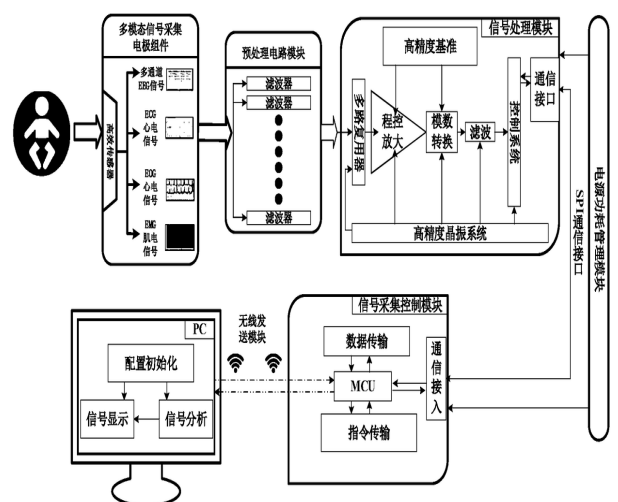 多模态信号采集
电极组件
高效传感器
多通道
EEG信号
ECG
心电
信号
EOG
心电
信号
EMG
肌电
信号
预处理电路模块
滤波器
滤波器
滤波器
信号处理模块
高精度基准
多路复用器
程控
放大
模数
转换
滤波
控制系统
通信
接口
高精度晶振系统
电源功耗管理模块
SPI通信接口
PC
配置初始化
信号显示
信号分析
无线发
送模块
信号采集控制模块
数据传输
MCU
指令传输
通信接入